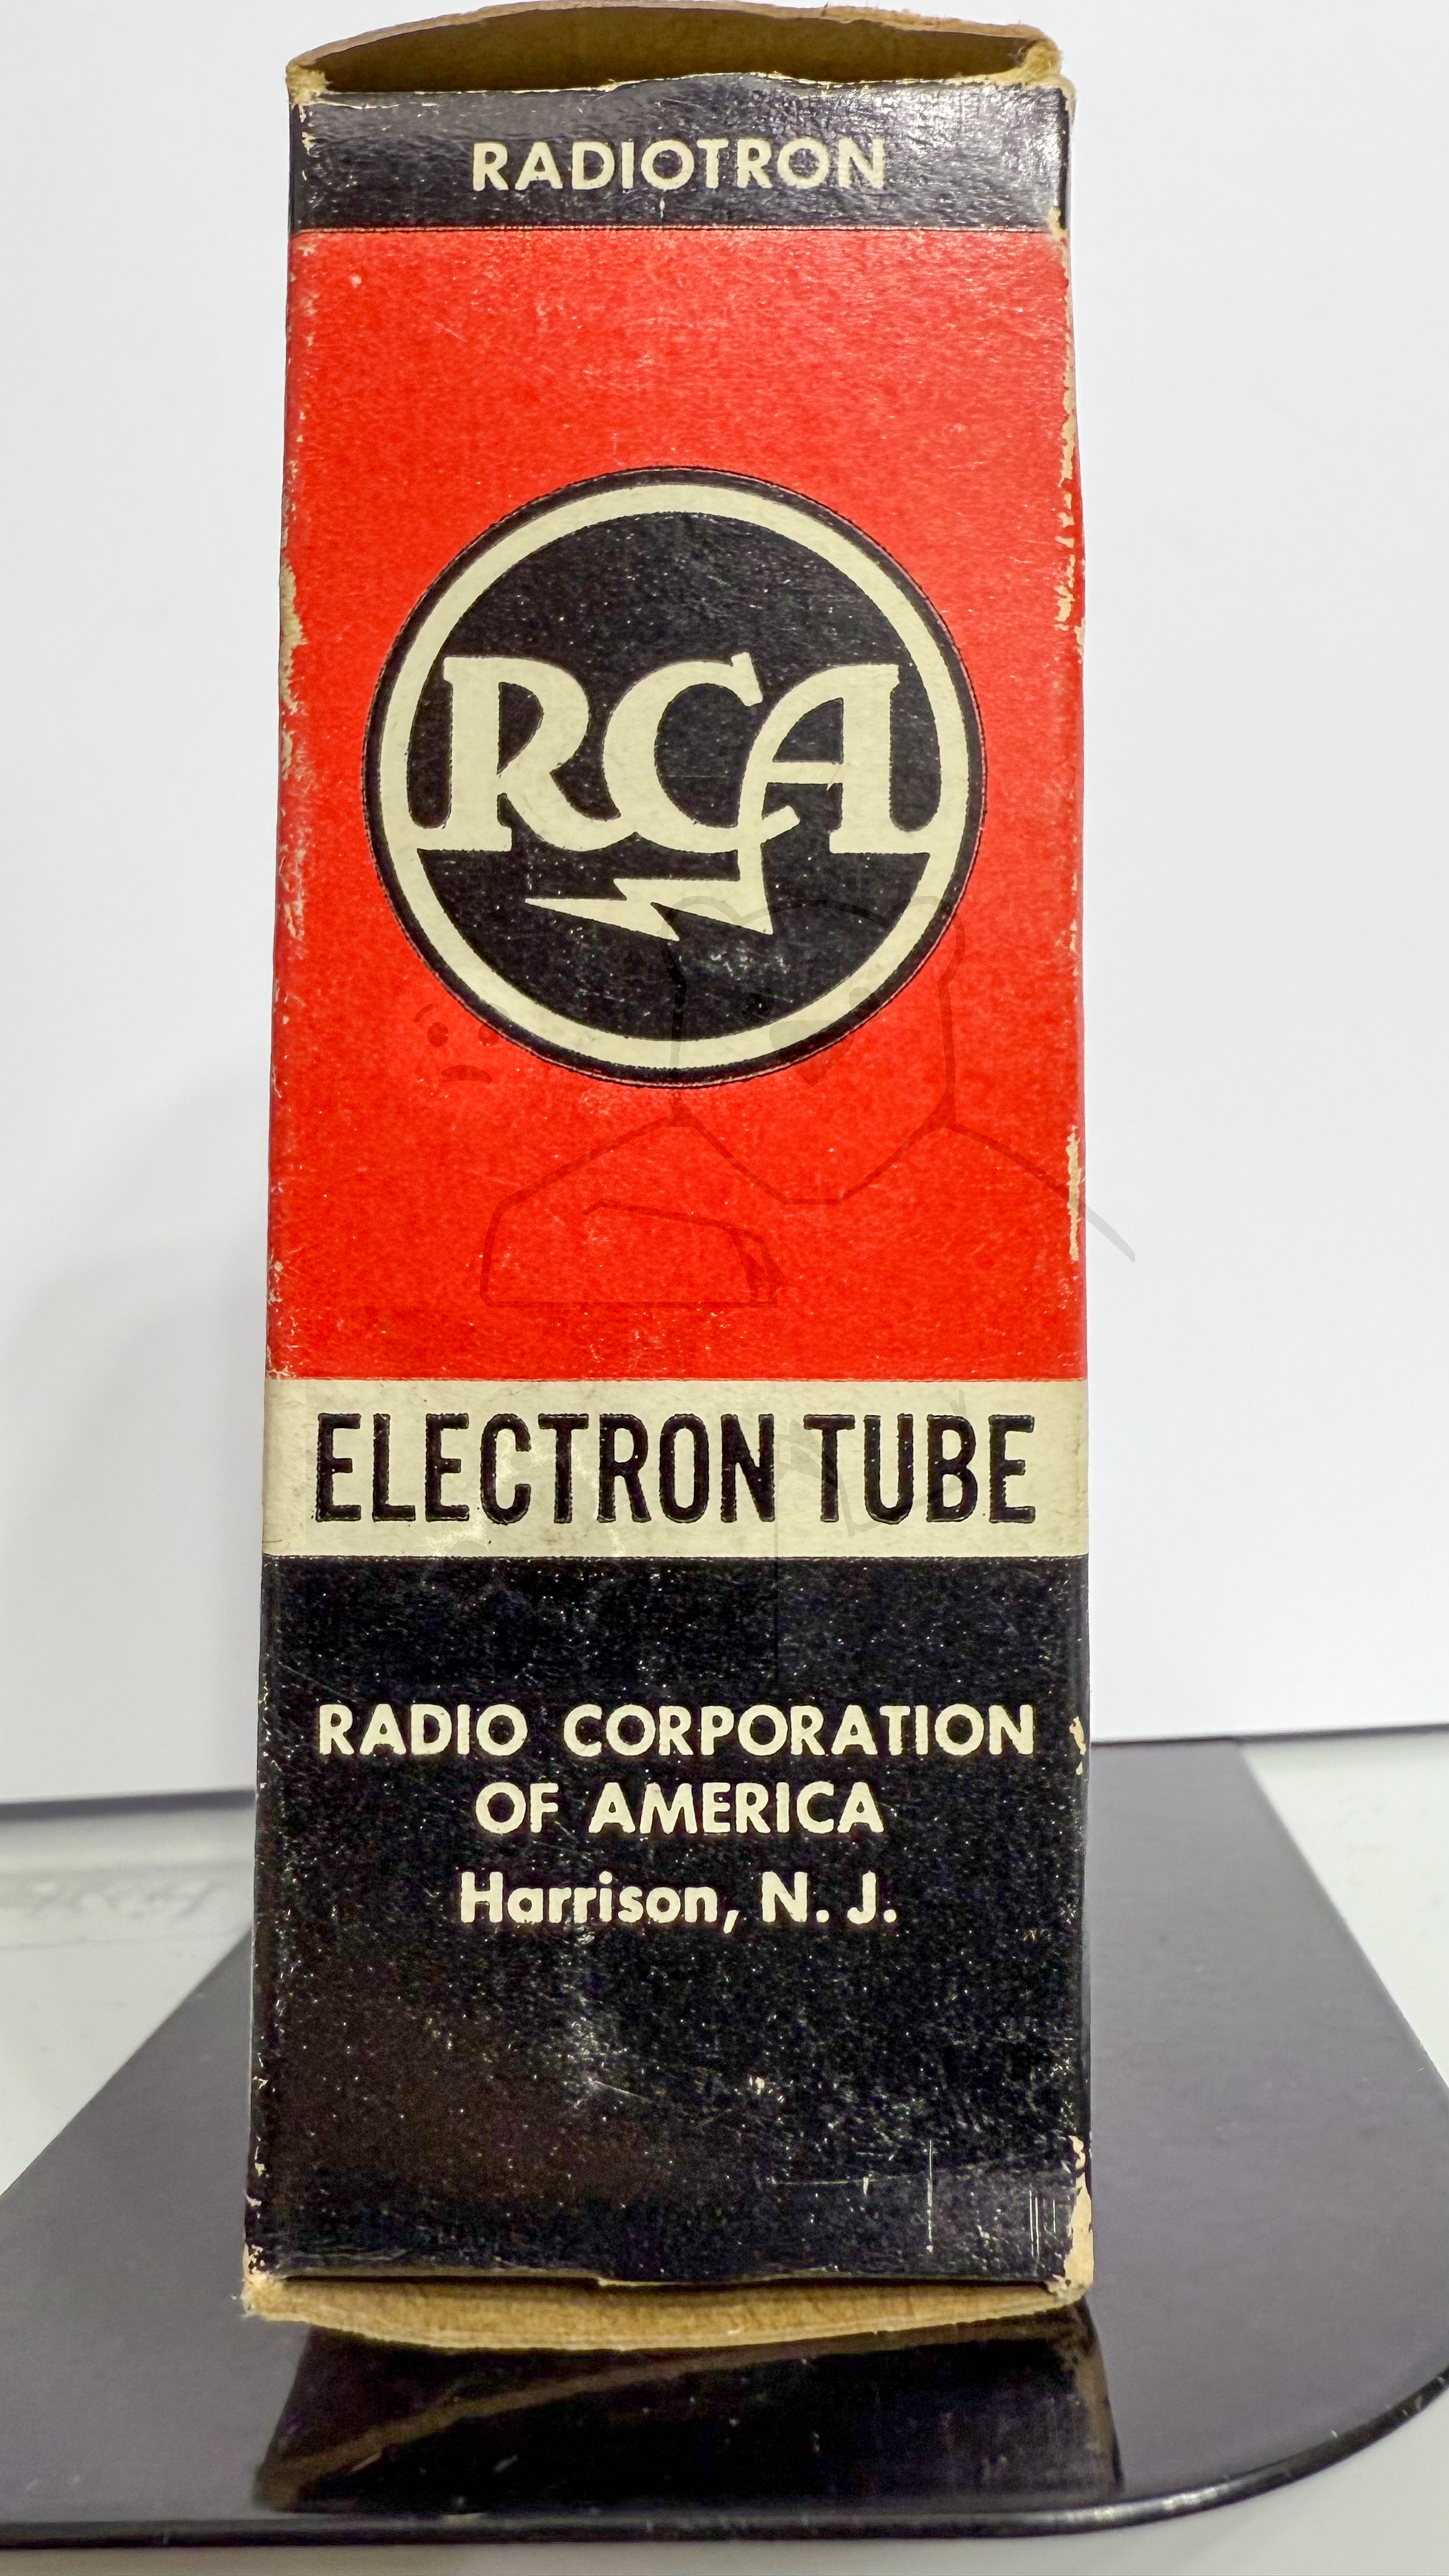 RADIOTRON
RCA
ELECTRON TUBE
RADIO CORPORATION
OF AMERICA
Harrison, N. J.